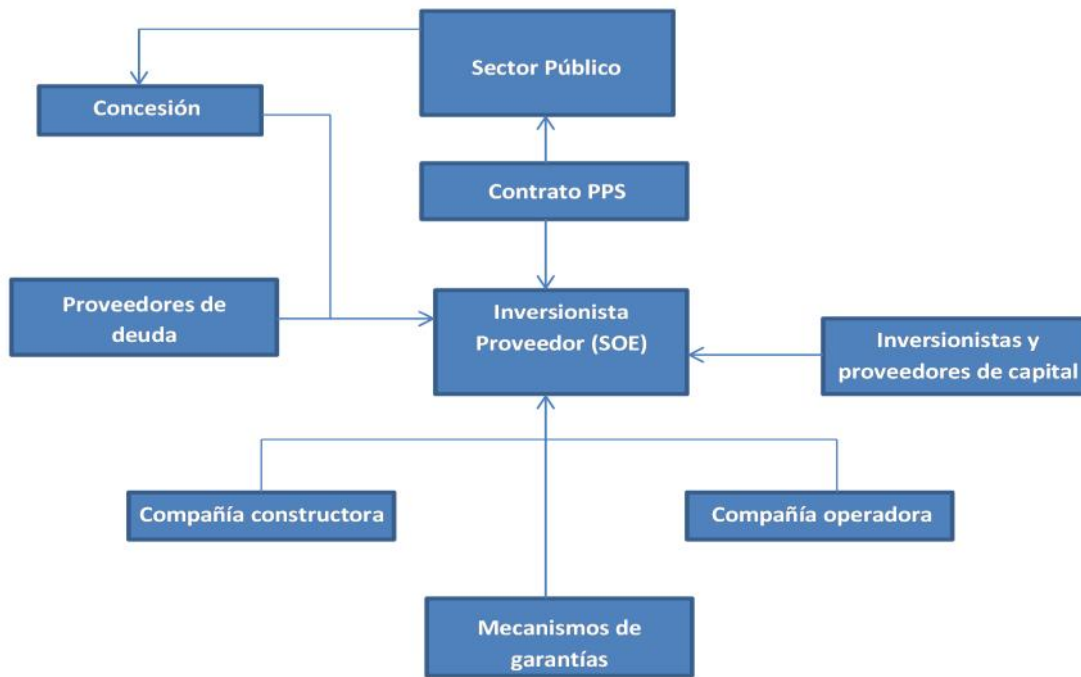 Sector Público
Concesión
Contrato PPS
Proveedores de
deuda
Inversionista
Proveedor (SOE)
Inversionistas y
proveedores de capital
Compañía constructora
Compañía operadora
Mecanismos de
garantías